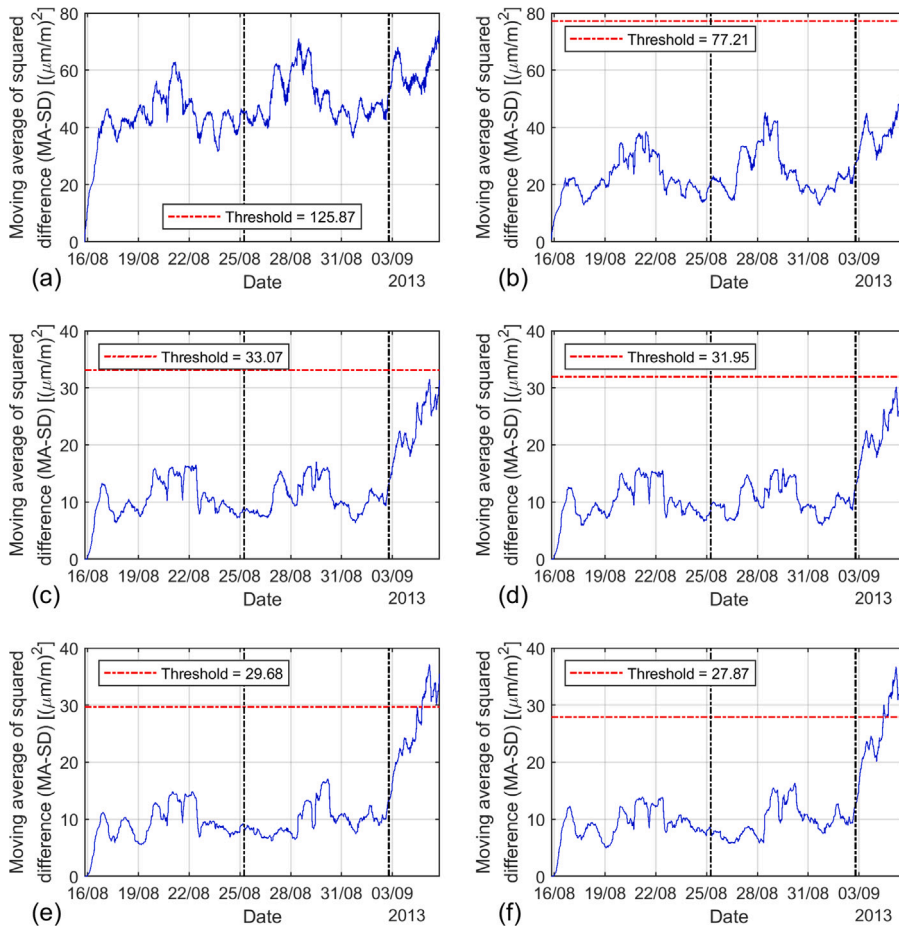 Moving average of squared
difference (MA-SD) [(μm/m)²]
80
60
40
20
0
Threshold = 125.87
16/08 19/08 22/08 25/08 28/08 31/08 03/09
Date
2013
(a)
Moving average of squared
difference (MA-SD) [(μm/m)²]
80
60
40
20
0
Threshold = 77.21
16/08 19/08 22/08 25/08 28/08 31/08 03/09
Date
2013
(b)
Moving average of squared
difference (MA-SD) [(μm/m)²]
40
30
20
10
0
Threshold = 33.07
16/08 19/08 22/08 25/08 28/08 31/08 03/09
Date
2013
(c)
Moving average of squared
difference (MA-SD) [(μm/m)²]
40
30
20
10
0
Threshold = 31.95
16/08 19/08 22/08 25/08 28/08 31/08 03/09
Date
2013
(d)
Moving average of squared
difference (MA-SD) [(μm/m)²]
40
30
20
10
0
Threshold = 29.68
16/08 19/08 22/08 25/08 28/08 31/08 03/09
Date
2013
(e)
Moving average of squared
difference (MA-SD) [(μm/m)²]
40
30
20
10
0
Threshold = 27.87
16/08 19/08 22/08 25/08 28/08 31/08 03/09
Date
2013
(f)